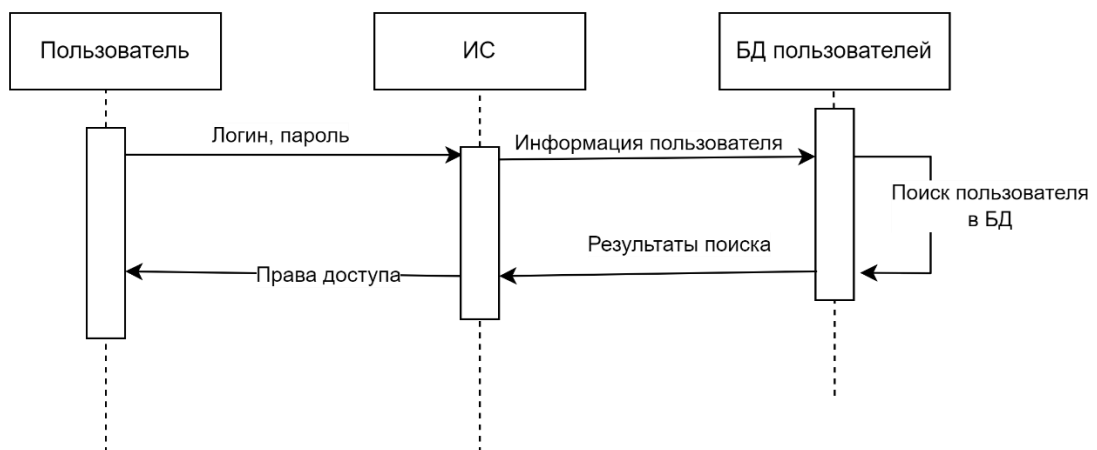 Пользователь
ИС
БД пользователей
Логин, пароль
Информация пользователя
Поиск пользователя
в БД
Результаты поиска
Права доступа